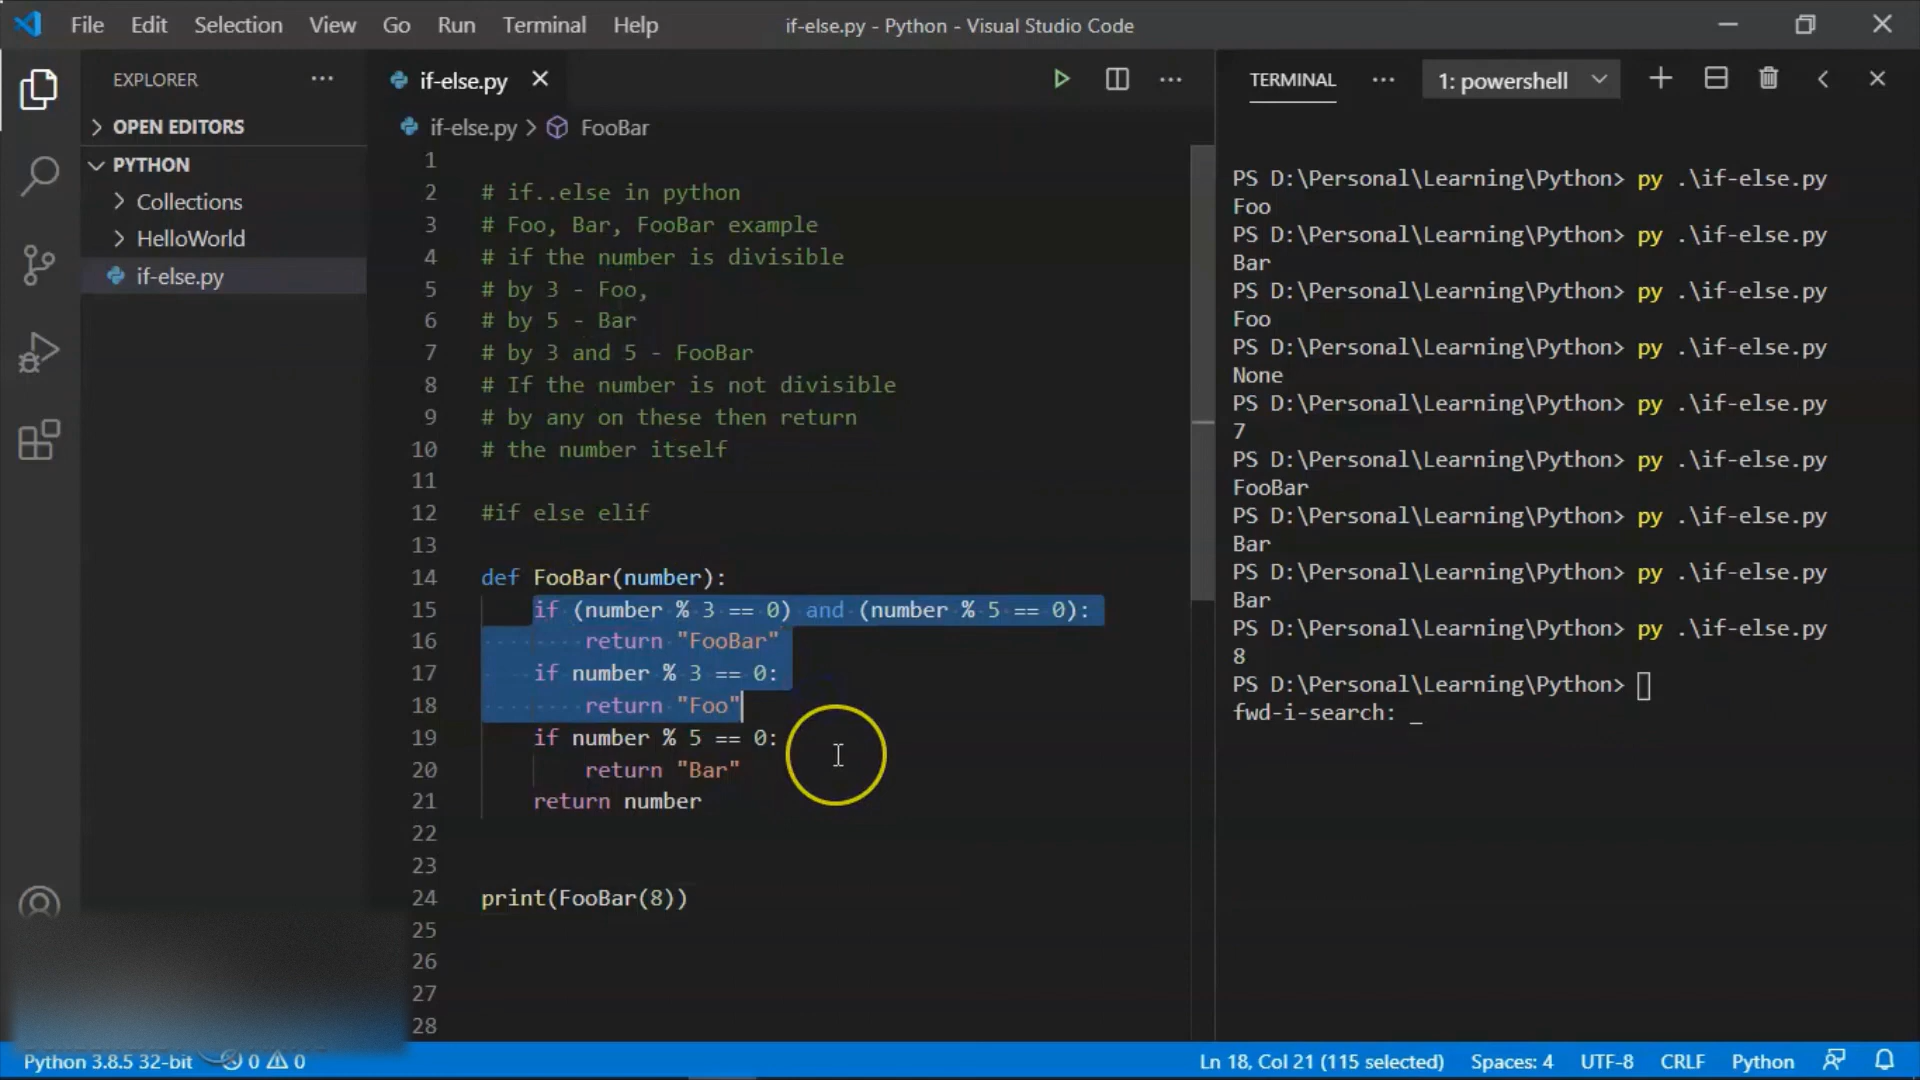 File Edit Selection View Go Run Terminal Help if-else.py - Python - Visual Studio Code
EXPLORER
OPEN EDITORS
PYTHON
Collections
HelloWorld
if-else.py
if-else.py
if-else.py > FooBar
1
2 # if..else in python
3 # Foo, Bar, FooBar example
4 # if the number is divisible
5 # by 3 - Foo,
6 # by 5 - Bar
7 # by 3 and 5 - FooBar
8 # If the number is not divisible
9 # by any on these then return
10 # the number itself
11
12 #if else elif
13
14 def FooBar(number):
15 if (number % 3 == 0) and (number % 5 == 0):
16 return "FooBar"
17 if number % 3 == 0:
18 return "Foo"
19 if number % 5 == 0:
20 return "Bar"
21 return number
22
23
24 print(FooBar(8))
25
26
27
28
TERMINAL 1: powershell
PS D:\Personal\Learning\Python> py .\if-else.py
Foo
PS D:\Personal\Learning\Python> py .\if-else.py
Bar
PS D:\Personal\Learning\Python> py .\if-else.py
Foo
PS D:\Personal\Learning\Python> py .\if-else.py
None
PS D:\Personal\Learning\Python> py .\if-else.py
7
PS D:\Personal\Learning\Python> py .\if-else.py
FooBar
PS D:\Personal\Learning\Python> py .\if-else.py
Bar
PS D:\Personal\Learning\Python> py .\if-else.py
Bar
PS D:\Personal\Learning\Python> py .\if-else.py
8
PS D:\Personal\Learning\Python>
fwd-i-search: _
Python 3.8.5 32-bit 0 0 Ln 18, Col 21 (115 selected) Spaces: 4 UTF-8 CRLF Python